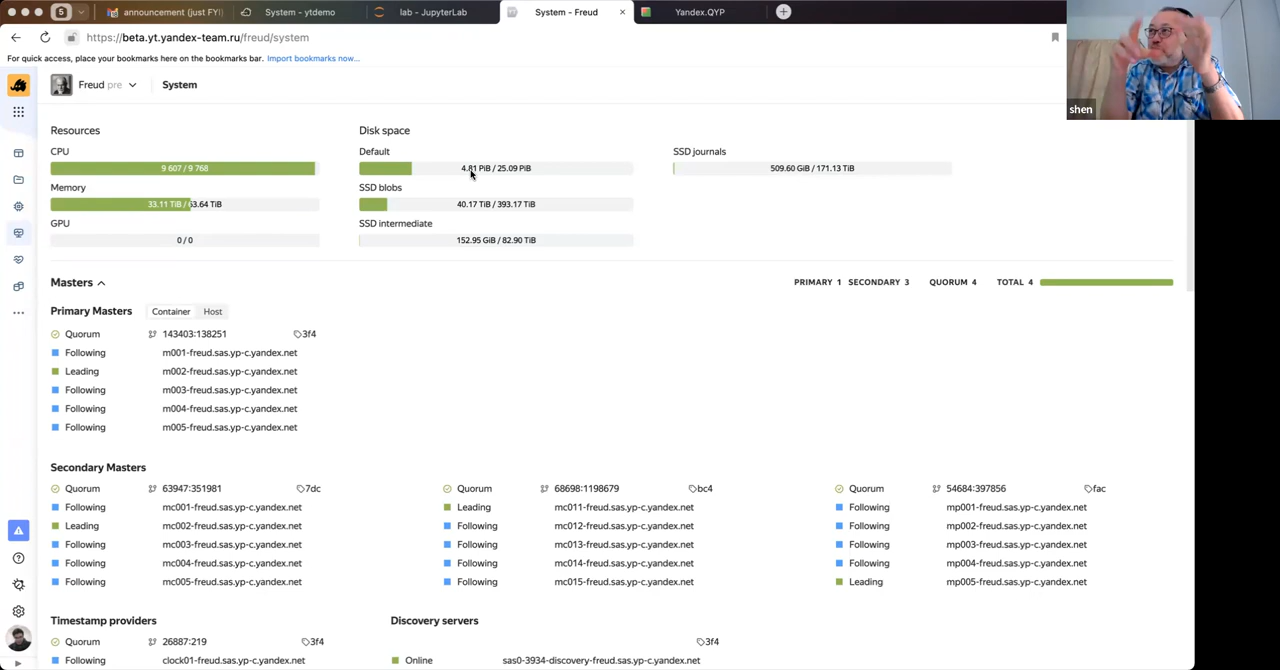 5
announcement (just FYI)
System - ytdemo
lab - JupyterLab
System - Freud
Yandex.QYP
https://beta.yt.yandex-team.ru/freud/system
For quick access, place your bookmarks here on the bookmarks bar. Import bookmarks now...
shen
Freud pre
System
Resources
Disk space
CPU
Default
SSD journals
9 607 / 9 768
4.81 PiB / 25.09 PiB
509.60 GiB / 171.13 TiB
Memory
SSD blobs
33.11 TiB / 63.64 TiB
40.17 TiB / 393.17 TiB
GPU
SSD intermediate
0 / 0
152.95 GiB / 82.90 TiB
Masters
PRIMARY 1 SECONDARY 3 QUORUM 4 TOTAL 4
Primary Masters Container Host
Quorum 143403:138251 3f4
Following m001-freud.sas.yp-c.yandex.net
Leading m002-freud.sas.yp-c.yandex.net
Following m003-freud.sas.yp-c.yandex.net
Following m004-freud.sas.yp-c.yandex.net
Following m005-freud.sas.yp-c.yandex.net
Secondary Masters
Quorum 63947:351981 7dc Quorum 68698:1198679 bc4 Quorum 54684:397856 fac
Following mc001-freud.sas.yp-c.yandex.net Leading mc011-freud.sas.yp-c.yandex.net Following mp001-freud.sas.yp-c.yandex.net
Leading mc002-freud.sas.yp-c.yandex.net Following mc012-freud.sas.yp-c.yandex.net Following mp002-freud.sas.yp-c.yandex.net
Following mc003-freud.sas.yp-c.yandex.net Following mc013-freud.sas.yp-c.yandex.net Following mp003-freud.sas.yp-c.yandex.net
Following mc004-freud.sas.yp-c.yandex.net Following mc014-freud.sas.yp-c.yandex.net Following mp004-freud.sas.yp-c.yandex.net
Following mc005-freud.sas.yp-c.yandex.net Following mc015-freud.sas.yp-c.yandex.net Leading mp005-freud.sas.yp-c.yandex.net
Timestamp providers Discovery servers
Quorum 26887:219 3f4 3f4
Following clock01-freud.sas.yp-c.yandex.net Online sas0-3934-discovery-freud.sas.yp-c.yandex.net